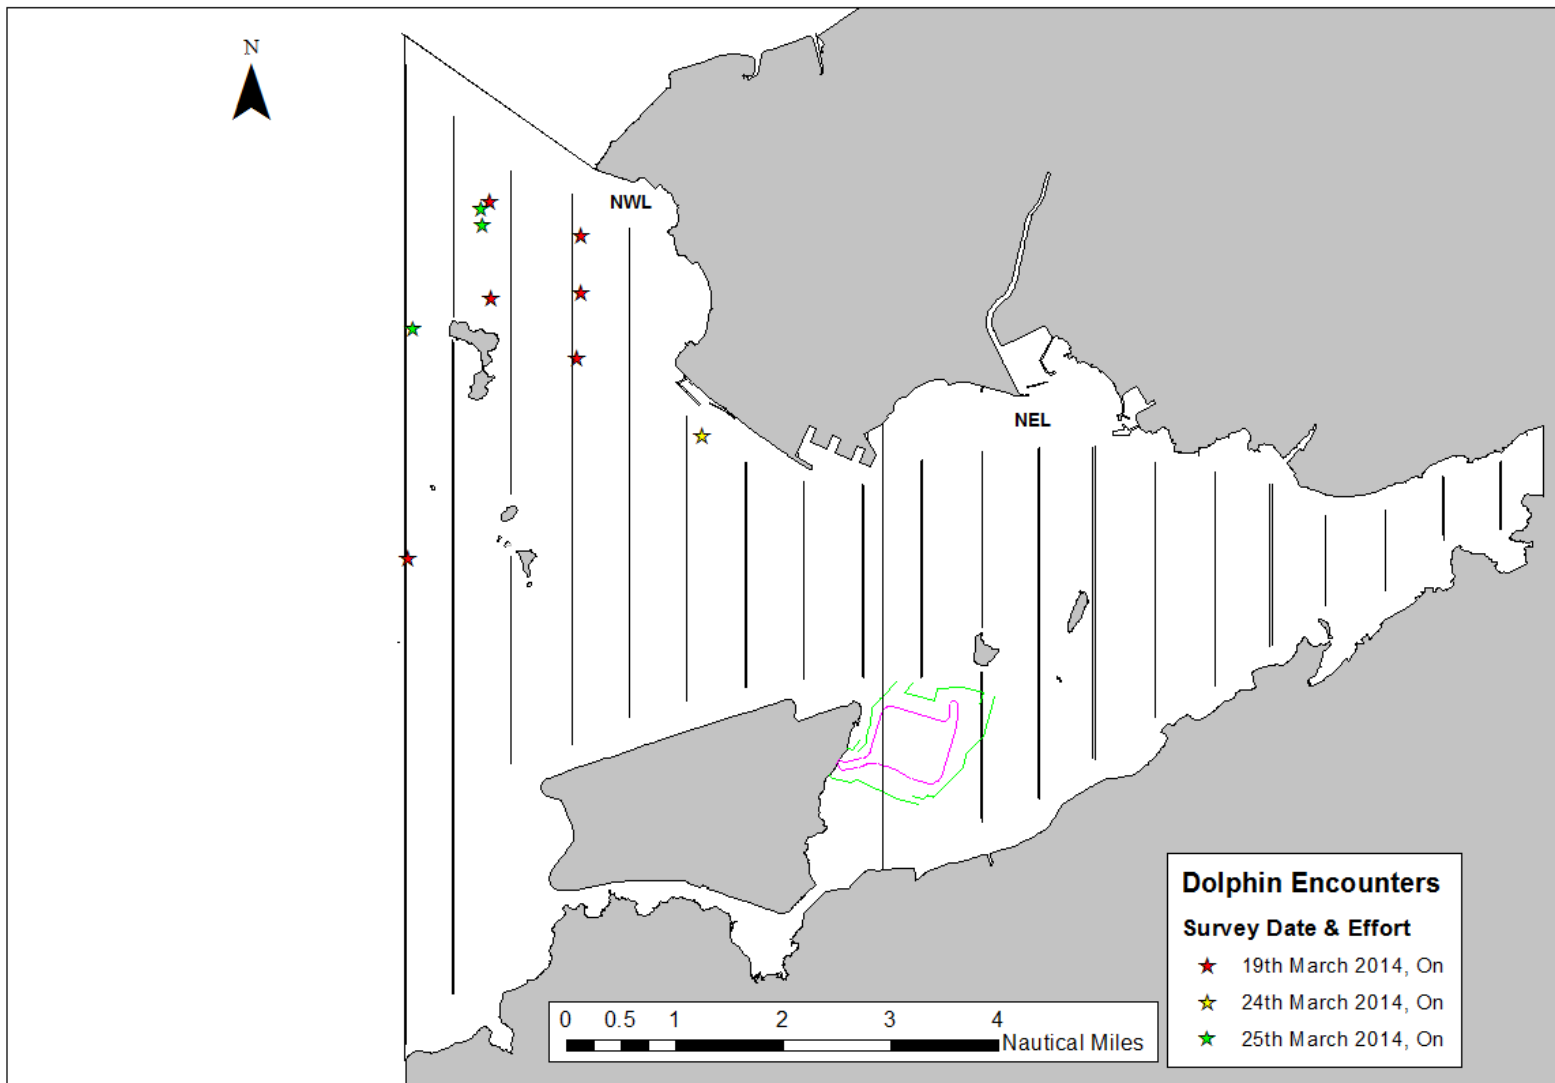 N
NWL
NEL
Dolphin Encounters
Survey Date & Effort
19th March 2014, On
24th March 2014, On
25th March 2014, On
0 0.5 1 2 3 4
Nautical Miles